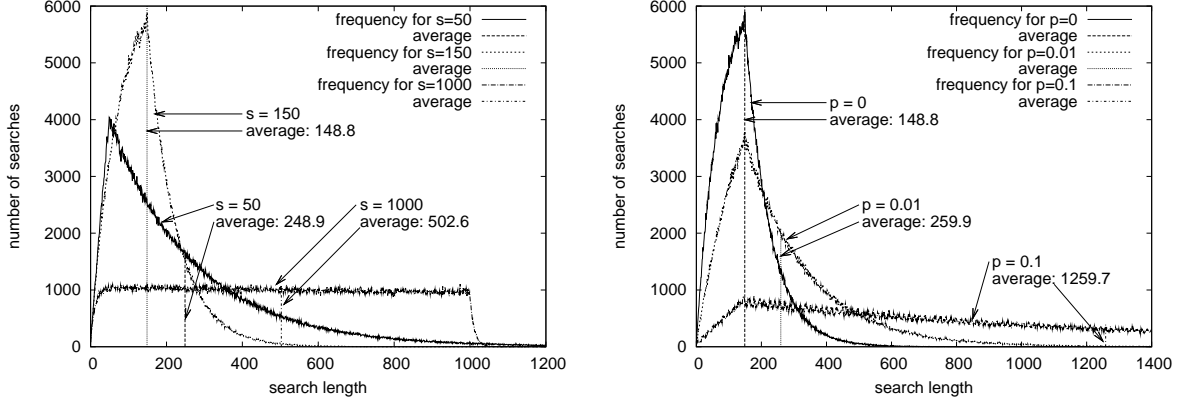 6000
5000
4000
3000
2000
1000
0
number of searches
frequency for s=50
average
frequency for s=150
average
frequency for s=1000
average
s = 150
average: 148.8
s = 50
average: 248.9
s = 1000
average: 502.6
0 200 400 600 800 1000 1200
search length
6000
5000
4000
3000
2000
1000
0
number of searches
frequency for p=0
average
frequency for p=0.01
average
frequency for p=0.1
average
p = 0
average: 148.8
p = 0.01
average: 259.9
p = 0.1
average: 1259.7
0 200 400 600 800 1000 1200 1400
search length